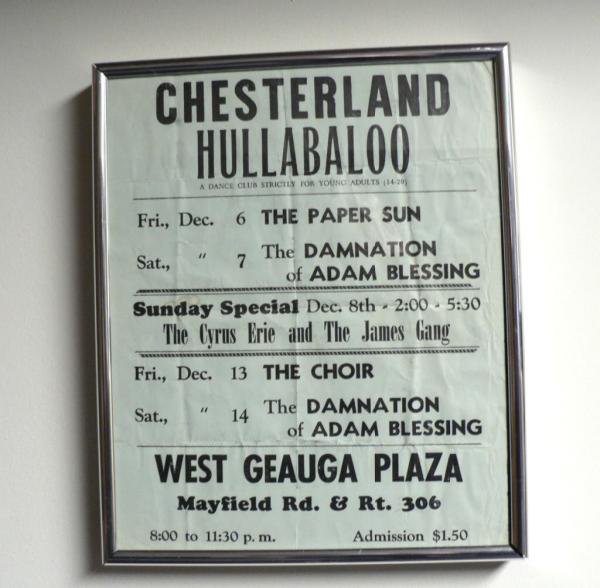 CHESTERLAND
HULLABALOO
A DANCE CLUB STRICTLY FOR YOUNG ADULTS (14-20)
Fri., Dec. 6 THE PAPER SUN
Sat., " 7 The DAMNATION
of ADAM BLESSING
Sunday Special Dec. 8th - 2:00 - 5:30
The Cyrus Erie and The James Gang
Fri., Dec. 13 THE CHOIR
Sat., " 14 The DAMNATION
of ADAM BLESSING
WEST GEAUGA PLAZA
Mayfield Rd. & Rt. 306
8:00 to 11:30 p. m. Admission $1.50